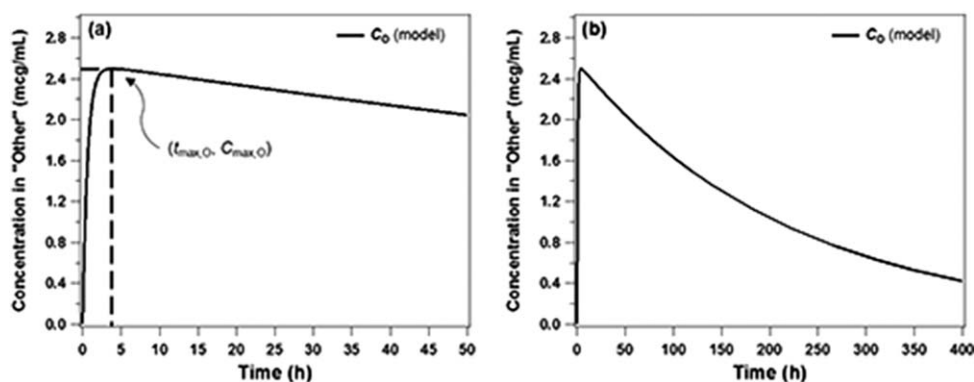 (a)
C_O (model)
2.8
2.4
2.0
1.6
1.2
0.8
0.4
0.0
Concentration in "Other" (mcg/mL)
(t_max,O, C_max,O)
0 5 10 15 20 25 30 35 40 45 50
Time (h)
(b)
C_O (model)
2.8
2.4
2.0
1.6
1.2
0.8
0.4
0.0
Concentration in "Other" (mcg/mL)
0 50 100 150 200 250 300 350 400
Time (h)